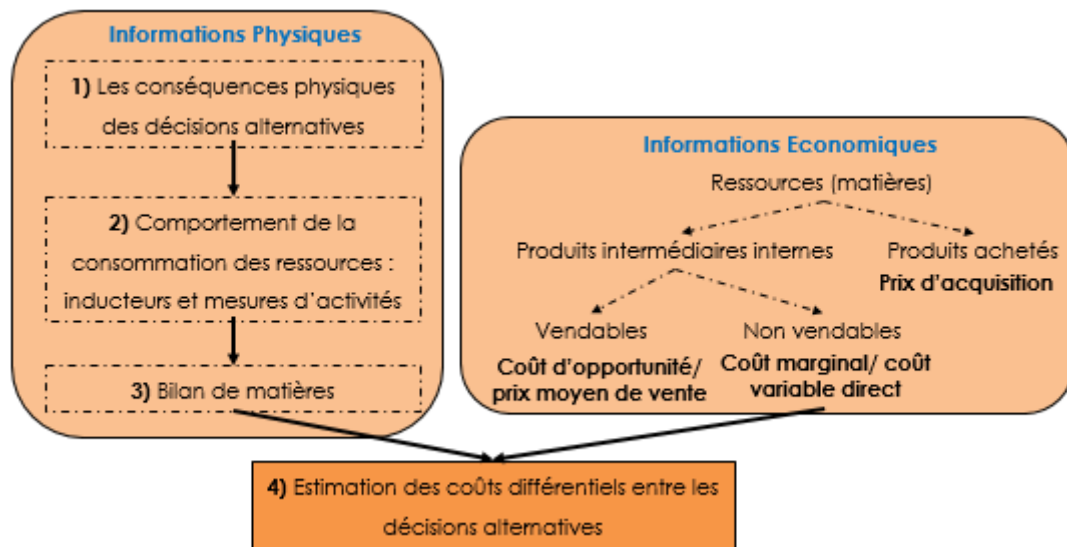 Informations Physiques
1) Les conséquences physiques
des décisions alternatives
2) Comportement de la
consommation des ressources :
inducteurs et mesures d'activités
3) Bilan de matières
Informations Economiques
Ressources (matières)
Produits intermédiaires internes
Produits achetés
Prix d'acquisition
Vendables
Coût d'opportunité/
prix moyen de vente
Non vendables
Coût marginal/ coût
variable direct
4) Estimation des coûts différentiels entre les
décisions alternatives